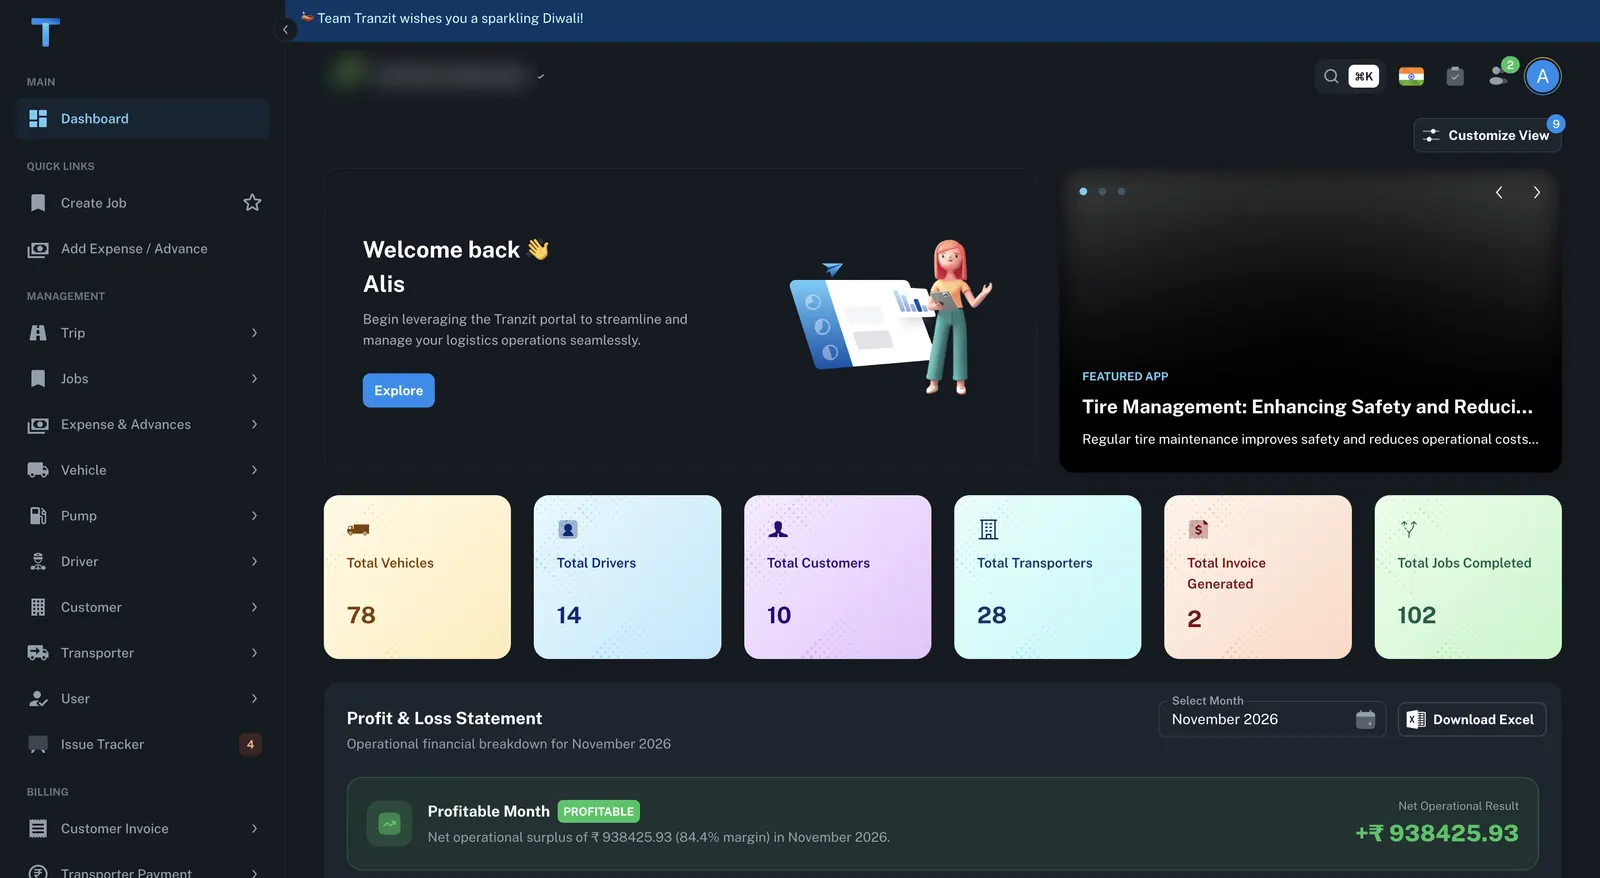 Team Tranzit wishes you a sparkling Diwali!
T
MAIN
Dashboard
QUICK LINKS
Create Job
Add Expense / Advance
MANAGEMENT
Trip
Jobs
Expense & Advances
Vehicle
Pump
Driver
Customer
Transporter
User
Issue Tracker
4
BILLING
Customer Invoice
Transporter Payment
⌘K
2
A
Customize View
9
Welcome back 👋
Alis
Begin leveraging the Tranzit portal to streamline and
manage your logistics operations seamlessly.
Explore
FEATURED APP
Tire Management: Enhancing Safety and Reduci...
Regular tire maintenance improves safety and reduces operational costs...
Total Vehicles
78
Total Drivers
14
Total Customers
10
Total Transporters
28
Total Invoice
Generated
2
Total Jobs Completed
102
Profit & Loss Statement
Operational financial breakdown for November 2026
Select Month
November 2026
Download Excel
Profitable Month PROFITABLE
Net operational surplus of ₹ 938425.93 (84.4% margin) in November 2026.
Net Operational Result
+₹ 938425.93